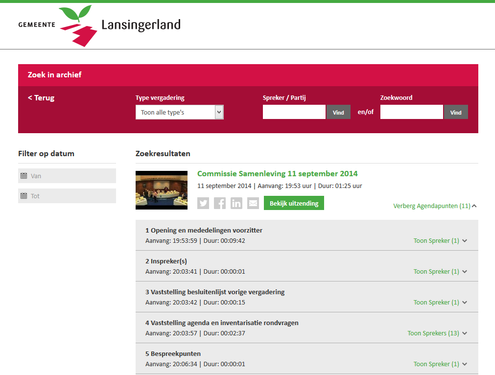 GEMEENTE Lansingerland
Zoek in archief
< Terug
Type vergadering
Spreker / Partij
Zoekwoord
Toon alle type's
Vind
en/of
Vind
Filter op datum
Van
Tot
Zoekresultaten
Commissie Samenleving 11 september 2014
11 september 2014 | Aanvang: 19:53 uur | Duur: 01:25 uur
Bekijk uitzending
Verberg Agendapunten (11)
1 Opening en mededelingen voorzitter
Aanvang: 19:53:59 | Duur: 00:09:42
Toon Spreker (1)
2 Inspreker(s)
Aanvang: 20:03:41 | Duur: 00:00:01
Toon Spreker (1)
3 Vaststelling besluitenlijst vorige vergadering
Aanvang: 20:03:42 | Duur: 00:00:15
Toon Spreker (1)
4 Vaststelling agenda en inventarisatie rondvragen
Aanvang: 20:03:57 | Duur: 00:02:37
Toon Sprekers (13)
5 Bespreekpunten
Aanvang: 20:06:34 | Duur: 00:00:01
Toon Spreker (1)